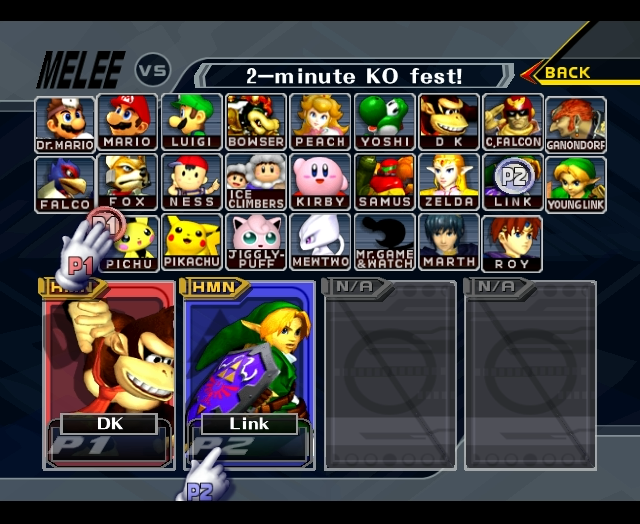 MELEE VS 2-minute KO fest! BACK
Dr.MARIO MARIO LUIGI BOWSER PEACH YOSHI D K C.FALCON GANONDORF
P2
FALCO FOX NESS ICE CLIMBERS KIRBY SAMUS ZELDA LINK YOUNG LINK
P1
P1
PICHU PIKACHU JIGGLY-PUFF MEWTWO Mr.GAME & WATCH MARTH ROY
HMN HMN N/A N/A
DK Link
P1 P2
P2